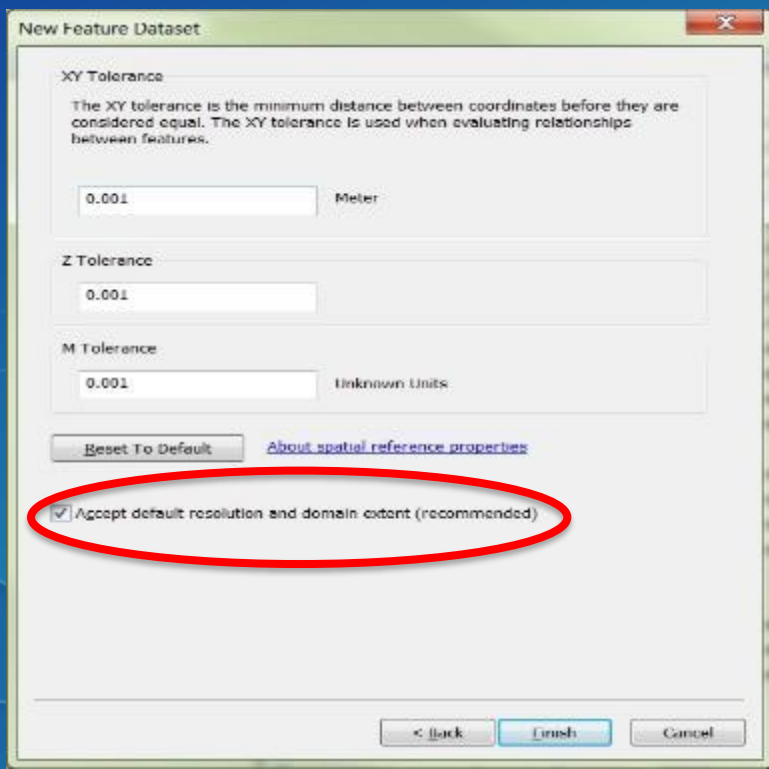 New Feature Dataset
XY Tolerance
The XY tolerance is the minimum distance between coordinates before they are
considered equal. The XY tolerance is used when evaluating relationships
between features.
0.001 Meter
Z Tolerance
0.001
M Tolerance
0.001 Unknown Units
Reset To Default About spatial reference properties
Accept default resolution and domain extent (recommended)
< Back Finish Cancel